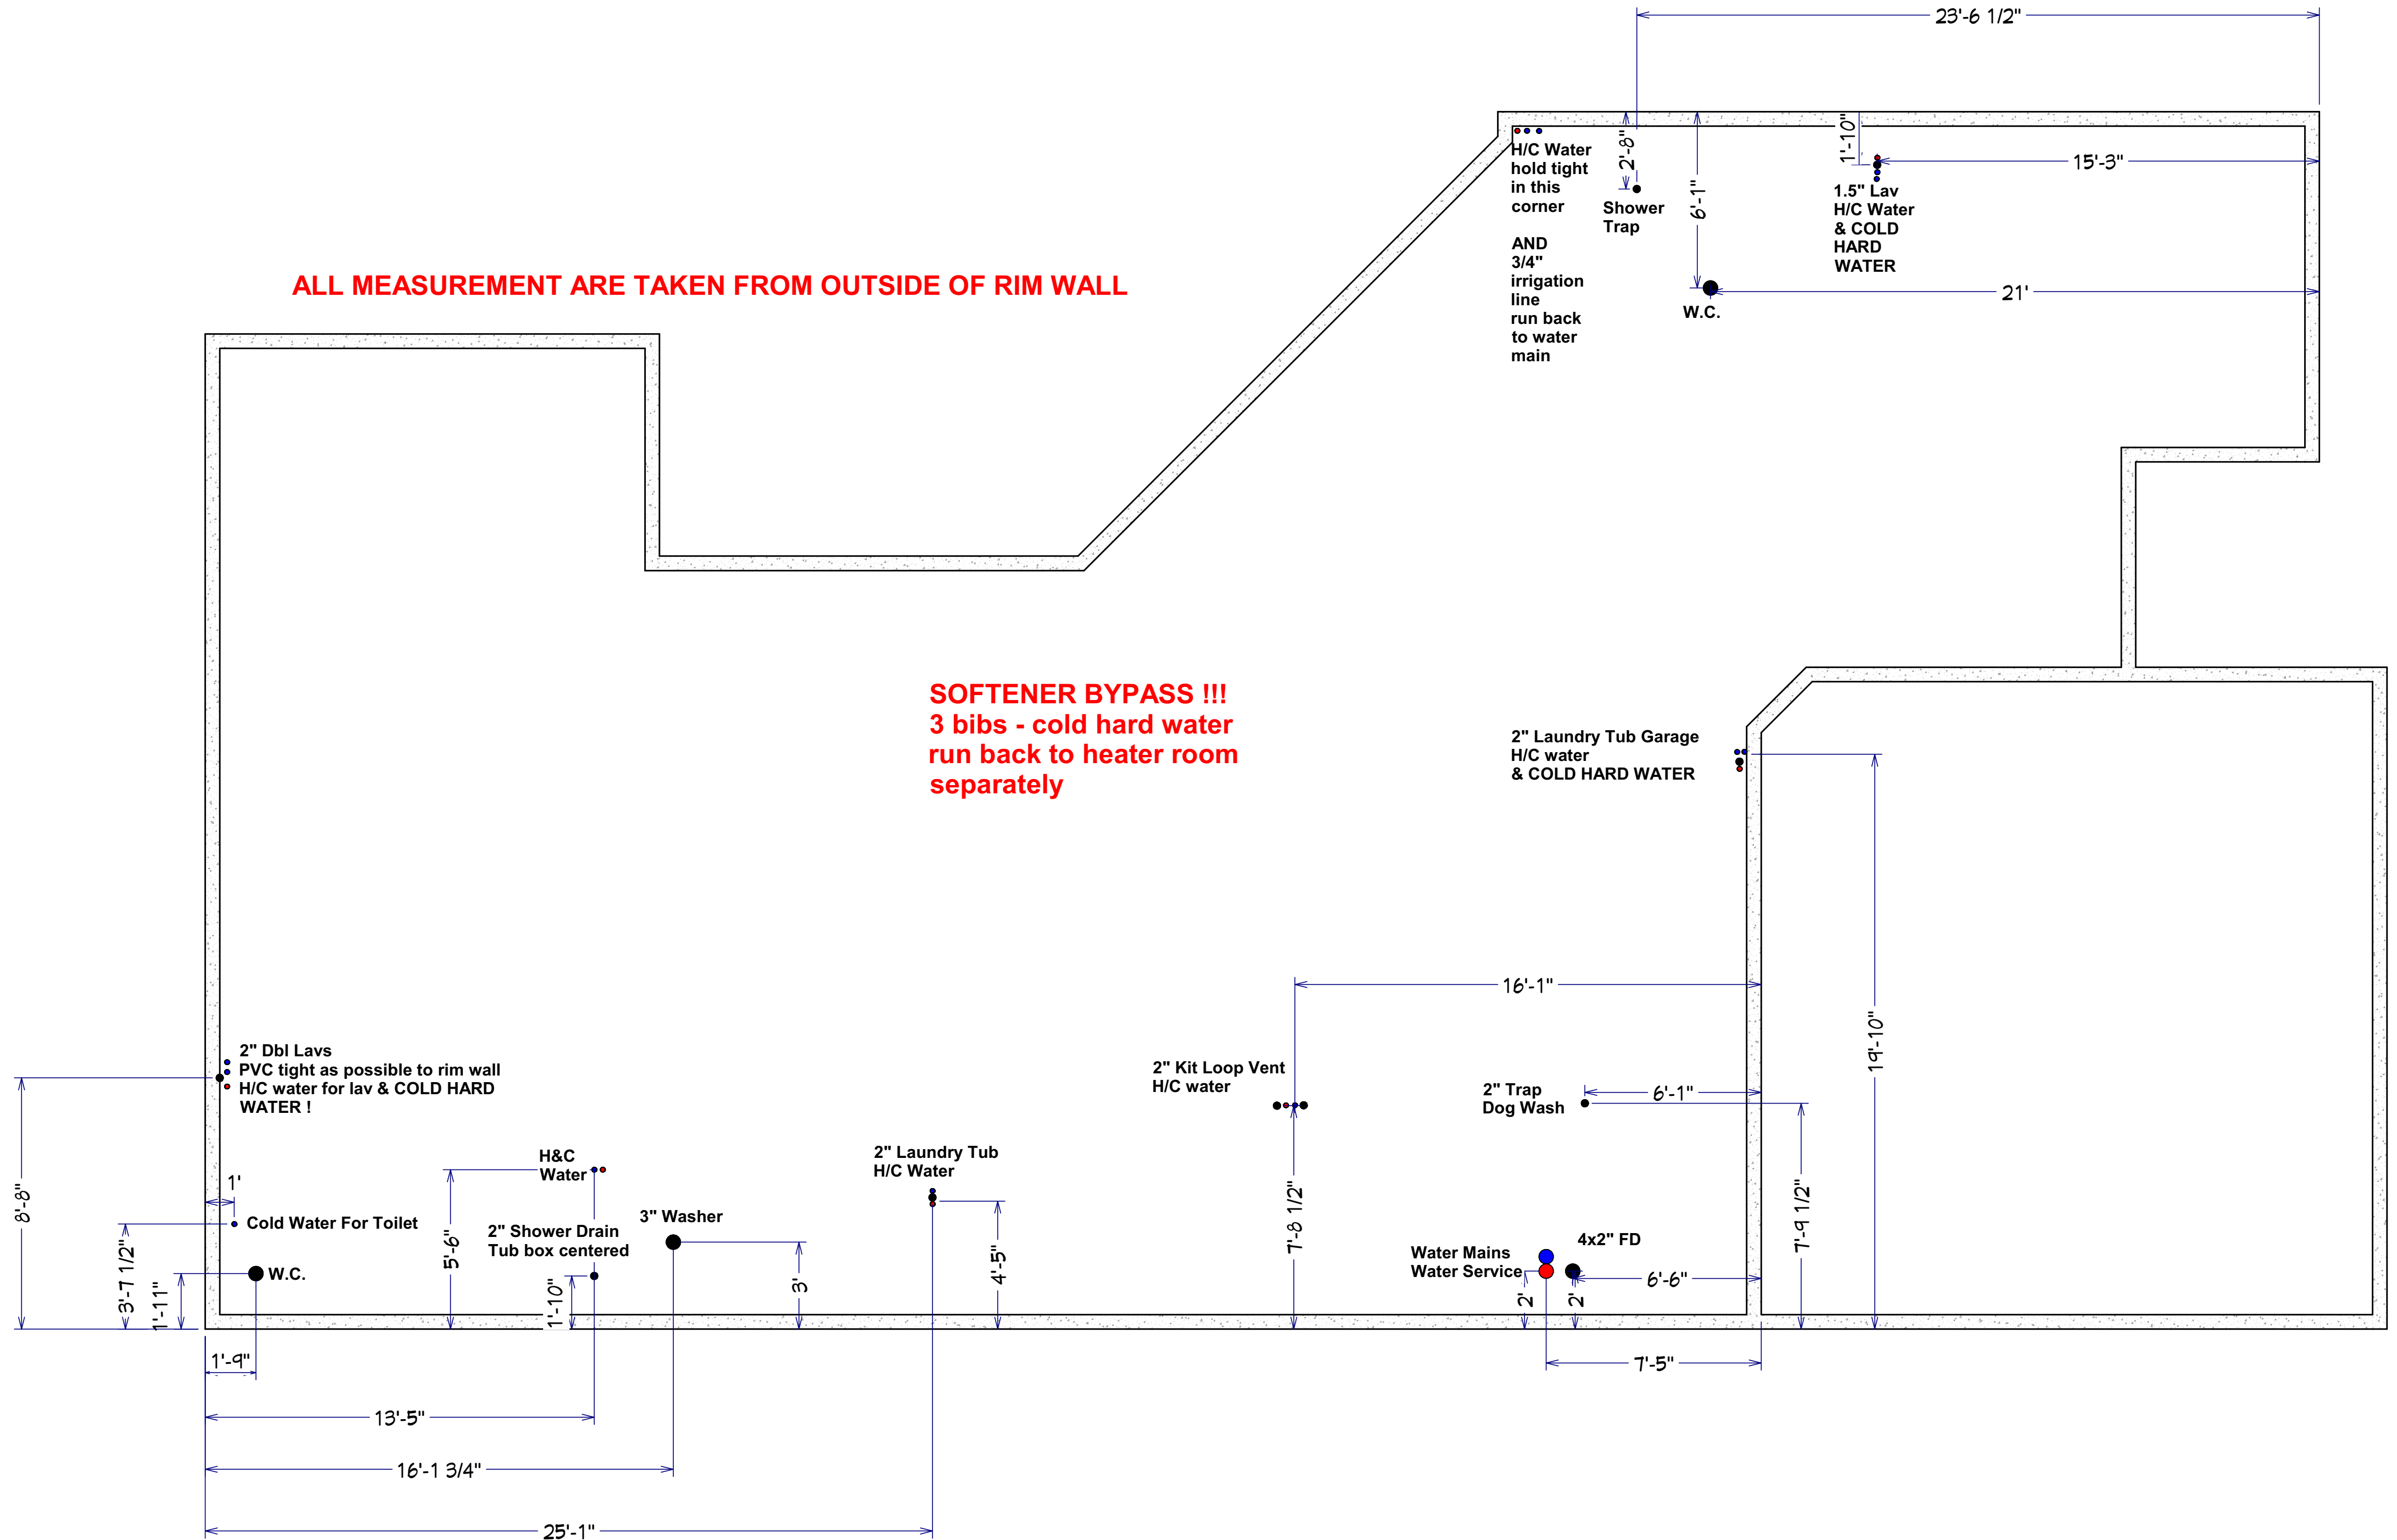 23'-6 1/2"
2'-8"
6'-1"
1'-10"
15'-3"
H/C Water
hold tight
in this
corner
AND
3/4"
irrigation
line
run back
to water
main
Shower
Trap
1.5" Lav
H/C Water
& COLD
HARD
WATER
W.C.
21'
ALL MEASUREMENT ARE TAKEN FROM OUTSIDE OF RIM WALL
SOFTENER BYPASS !!!
3 bibs - cold hard water
run back to heater room
separately
2" Laundry Tub Garage
H/C water
& COLD HARD WATER
16'-1"
19'-10"
2" Dbl Lavs
PVC tight as possible to rim wall
H/C water for lav & COLD HARD
WATER !
2" Kit Loop Vent
H/C water
2" Trap
Dog Wash
6'-1"
H&C
Water
2" Laundry Tub
H/C Water
8'-8"
1'
Cold Water For Toilet
3'-7 1/2"
1'-11"
W.C.
5'-6"
2" Shower Drain
Tub box centered
1'-10"
3" Washer
3'
4'-5"
7'-8 1/2"
Water Mains
Water Service
4x2" FD
6'-6"
2'
2'
7'-9 1/2"
1'-9"
7'-5"
13'-5"
16'-1 3/4"
25'-1"